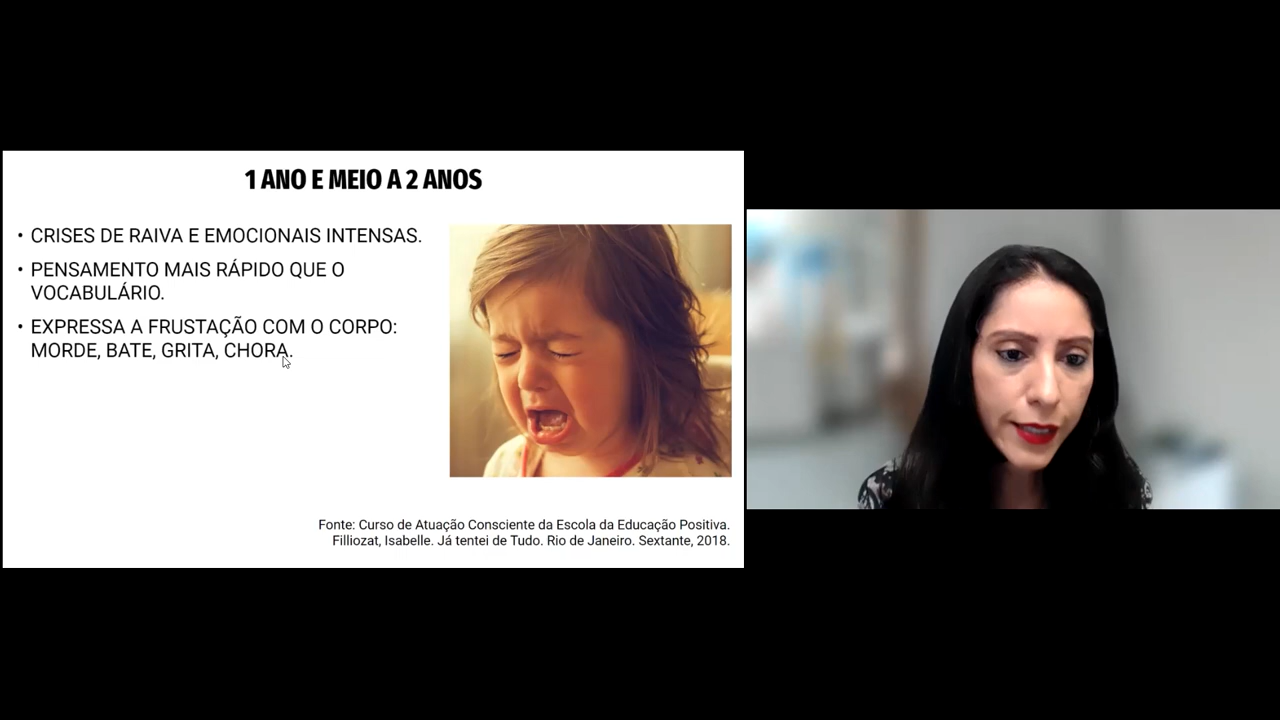 1 ANO E MEIO A 2 ANOS
• CRISES DE RAIVA E EMOCIONAIS INTENSAS.
• PENSAMENTO MAIS RÁPIDO QUE O
VOCABULÁRIO.
• EXPRESSA A FRUSTAÇÃO COM O CORPO:
MORDE, BATE, GRITA, CHORA.
Fonte: Curso de Atuação Consciente da Escola da Educação Positiva.
Filliozat, Isabelle. Já tentei de Tudo. Rio de Janeiro. Sextante, 2018.